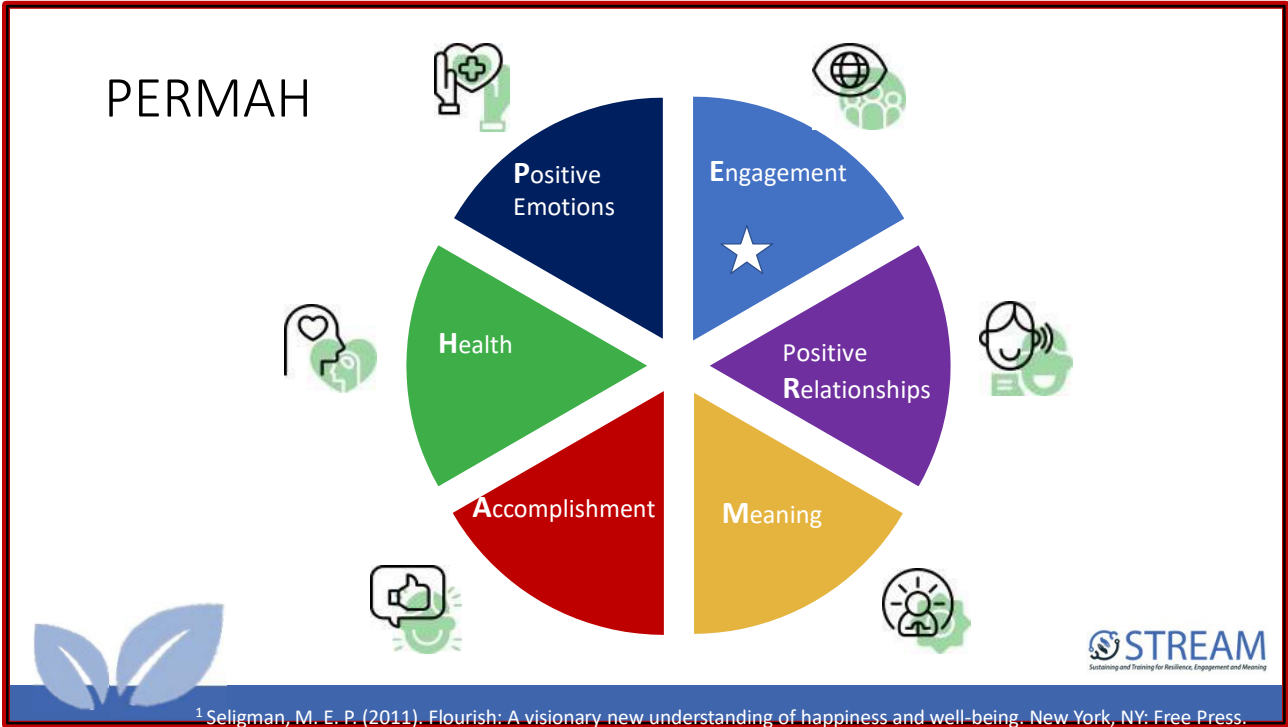 PERMAH
Positive
Emotions
Engagement
Health
Positive
Relationships
Accomplishment
Meaning
STREAM
Sustaining and Training for Resilience, Engagement and Meaning
1 Seligman, M. E. P. (2011). Flourish: A visionary new understanding of happiness and well-being. New York, NY: Free Press.